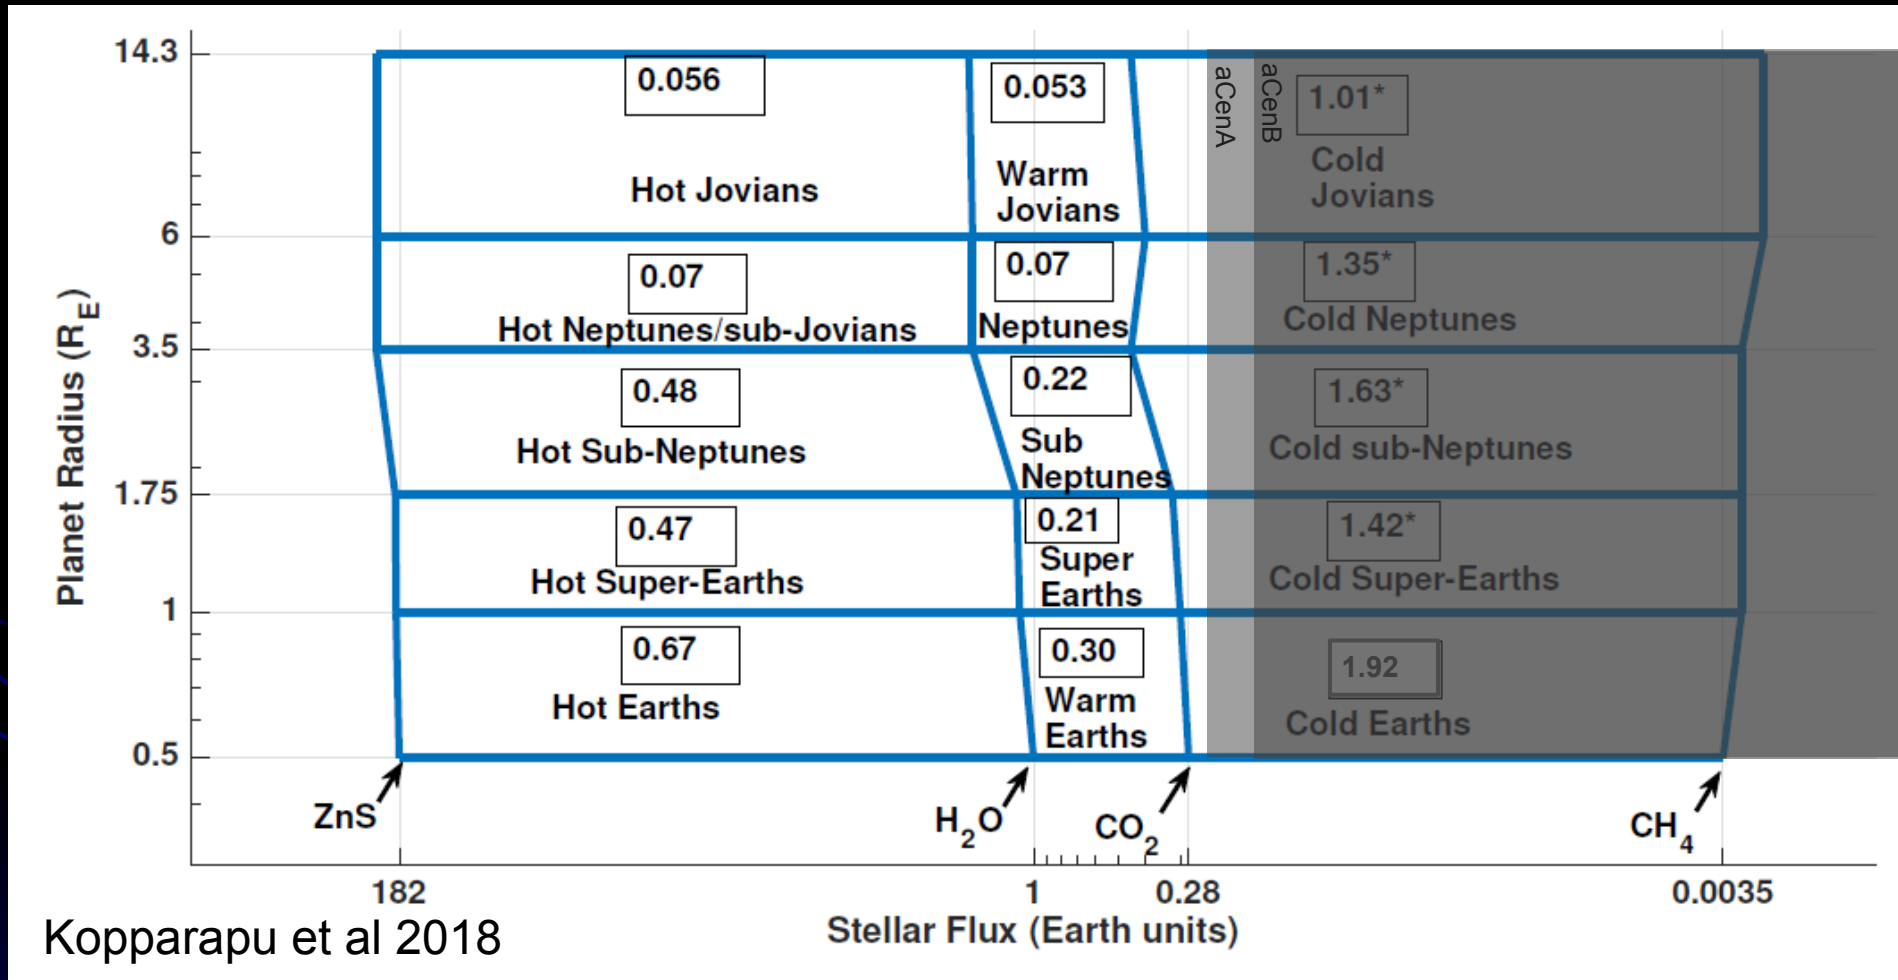 14.3
6
3.5
1.75
1
0.5
Planet Radius (R_E)
0.056
Hot Jovians
0.053
Warm
Jovians
aCenA
aCenB
1.01*
Cold
Jovians
0.07
Hot Neptunes/sub-Jovians
0.07
Neptunes
1.35*
Cold Neptunes
0.48
Hot Sub-Neptunes
0.22
Sub
Neptunes
1.63*
Cold sub-Neptunes
0.47
Hot Super-Earths
0.21
Super
Earths
1.42*
Cold Super-Earths
0.67
Hot Earths
0.30
Warm
Earths
1.92
Cold Earths
ZnS
H₂O
CO₂
CH₄
182
1
0.28
0.0035
Stellar Flux (Earth units)
Kopparapu et al 2018